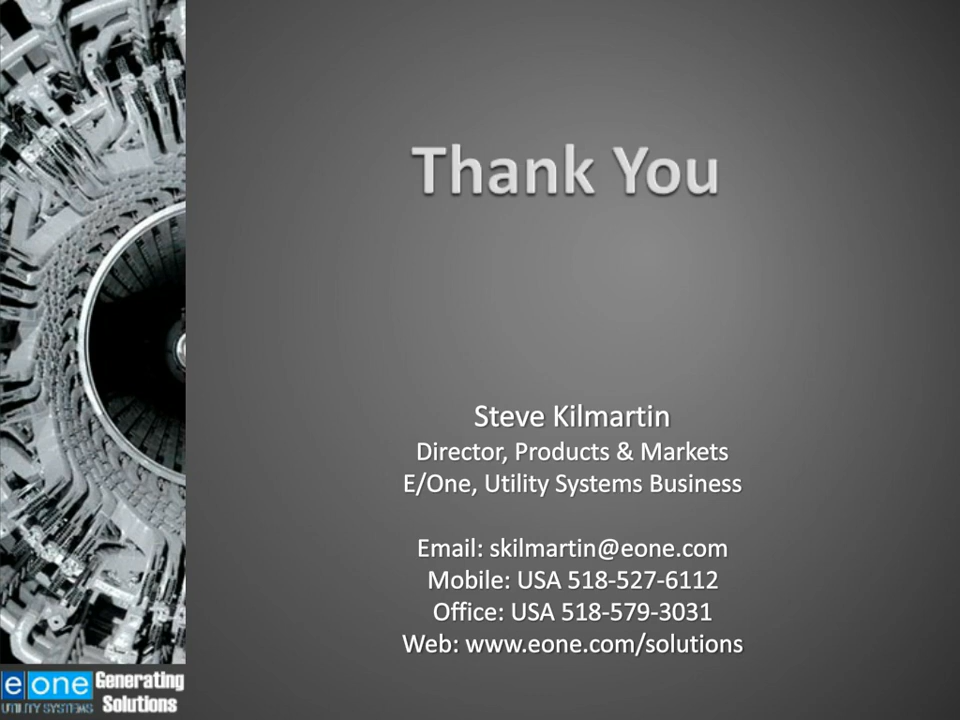 Thank You
Steve Kilmartin
Director, Products & Markets
E/One, Utility Systems Business
Email: skilmartin@eone.com
Mobile: USA 518-527-6112
Office: USA 518-579-3031
Web: www.eone.com/solutions
e one Generating
UTILITY SYSTEMS Solutions